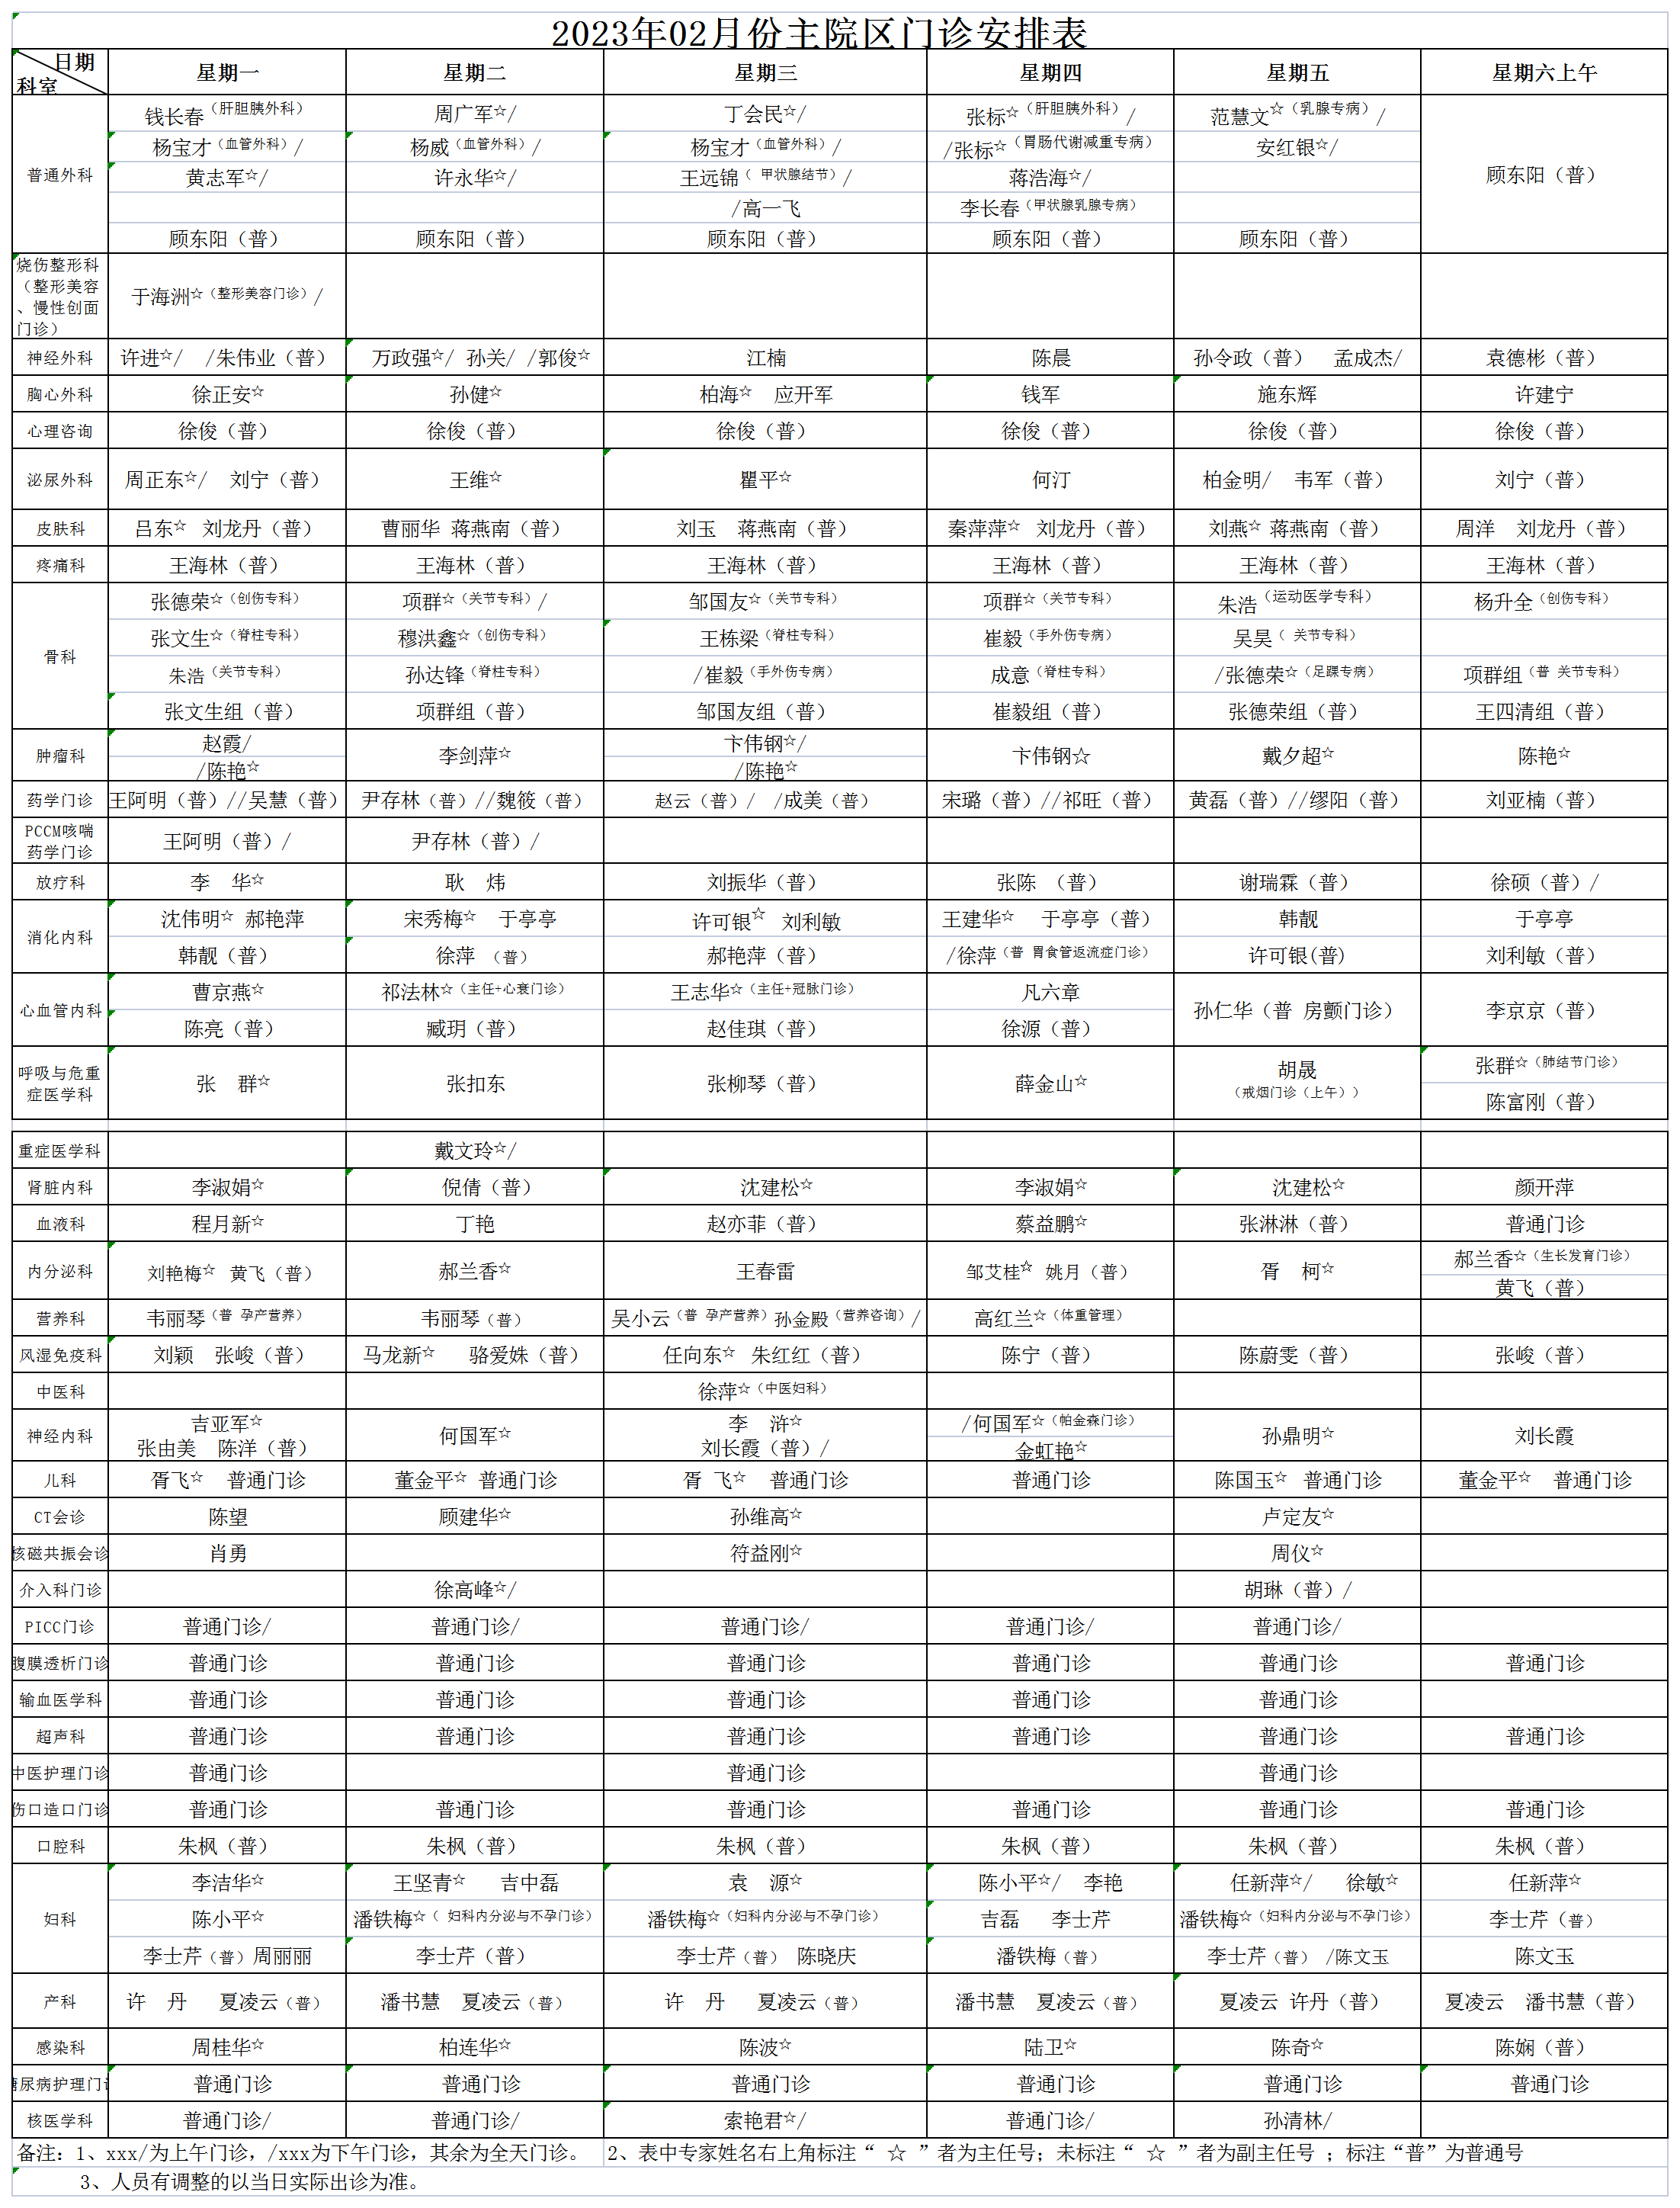 2023年02月份主院区门诊安排表
日期 科室 星期一 星期二 星期三 星期四 星期五 星期六上午
钱长春（肝胆胰外科） 周广军☆/ 丁会民☆/ 张标☆（肝胆胰外科）/ 范慧文☆（乳腺专病）/
杨宝才（血管外科）/ 杨威（血管外科）/ 杨宝才（血管外科）/ /张标☆（胃肠代谢减重专病） 安红银☆/
普通外科 黄志军☆/ 许永华☆/ 王远锦（ 甲状腺结节）/ 蒋浩海☆/ 顾东阳（普）
/高一飞 李长春（甲状腺乳腺专病）
顾东阳（普） 顾东阳（普） 顾东阳（普） 顾东阳（普） 顾东阳（普）
烧伤整形科
（整形美容
、慢性创面
门诊） 于海洲☆（整形美容门诊）/
神经外科 许进☆/ /朱伟业（普） 万政强☆/ 孙关/ /郭俊☆ 江楠 陈晨 孙令政（普） 孟成杰/ 袁德彬（普）
胸心外科 徐正安☆ 孙健☆ 柏海☆ 应开军 钱军 施东辉 许建宁
心理咨询 徐俊（普） 徐俊（普） 徐俊（普） 徐俊（普） 徐俊（普） 徐俊（普）
泌尿外科 周正东☆/ 刘宁（普） 王维☆ 瞿平☆ 何汀 柏金明/ 韦军（普） 刘宁（普）
皮肤科 吕东☆ 刘龙丹（普） 曹丽华 蒋燕南（普） 刘玉 蒋燕南（普） 秦萍萍☆ 刘龙丹（普） 刘燕☆ 蒋燕南（普） 周洋 刘龙丹（普）
疼痛科 王海林（普） 王海林（普） 王海林（普） 王海林（普） 王海林（普） 王海林（普）
张德荣☆（创伤专科） 项群☆（关节专科）/ 邹国友☆（关节专科） 项群☆（关节专科） 朱浩（运动医学专科） 杨升全（创伤专科）
骨科 张文生☆（脊柱专科） 穆洪鑫☆（创伤专科） 王栋梁（脊柱专科） 崔毅（手外伤专病） 吴昊（ 关节专科）
朱浩（关节专科） 孙达锋（脊柱专科） /崔毅（手外伤专病） 成意（脊柱专科） /张德荣☆（足踝专病） 项群组（普 关节专科）
张文生组（普） 项群组（普） 邹国友组（普） 崔毅组（普） 张德荣组（普） 王四清组（普）
肿瘤科 赵霞/ 李剑萍☆ 卞伟钢☆/ 卞伟钢☆ 戴夕超☆ 陈艳☆
/陈艳☆ /陈艳☆
药学门诊 王阿明（普）//吴慧（普） 尹存林（普）//魏筱（普） 赵云（普）/ /成美（普） 宋璐（普）//祁旺（普） 黄磊（普）//缪阳（普） 刘亚楠（普）
PCCM咳喘
药学门诊 王阿明（普）/ 尹存林（普）/
放疗科 李 华☆ 耿 炜 刘振华（普） 张陈 （普） 谢瑞霖（普） 徐硕（普）/
消化内科 沈伟明☆ 郝艳萍 宋秀梅☆ 于亭亭 许可银☆ 刘利敏 王建华☆ 于亭亭（普） 韩靓 于亭亭
韩靓（普） 徐萍 （普） 郝艳萍（普） /徐萍（普 胃食管返流症门诊） 许可银(普) 刘利敏（普）
心血管内科 曹京燕☆ 祁法林☆（主任+心衰门诊） 王志华☆（主任+冠脉门诊） 凡六章 孙仁华（普 房颤门诊） 李京京（普）
陈亮（普） 臧玥（普） 赵佳琪（普） 徐源（普）
呼吸与危重
症医学科 张 群☆ 张扣东 张柳琴（普） 薛金山☆ 胡晟
（戒烟门诊（上午）） 张群☆（肺结节门诊）
陈富刚（普）
重症医学科 戴文玲☆/
肾脏内科 李淑娟☆ 倪倩（普） 沈建松☆ 李淑娟☆ 沈建松☆ 颜开萍
血液科 程月新☆ 丁艳 赵亦菲（普） 蔡益鹏☆ 张淋淋（普） 普通门诊
内分泌科 刘艳梅☆ 黄飞（普） 郝兰香☆ 王春雷 邹艾桂☆ 姚月（普） 胥 柯☆ 郝兰香☆（生长发育门诊）
黄飞（普）
营养科 韦丽琴（普 孕产营养） 韦丽琴（普） 吴小云（普 孕产营养）孙金殿（营养咨询）/ 高红兰☆（体重管理）
风湿免疫科 刘颖 张峻（普） 马龙新☆ 骆爱姝（普） 任向东☆ 朱红红（普） 陈宁（普） 陈蔚雯（普） 张峻（普）
中医科 徐萍☆（中医妇科）
神经内科 吉亚军☆ 何国军☆ 李 浒☆ /何国军☆（帕金森门诊） 孙鼎明☆ 刘长霞
张由美 陈洋（普） 刘长霞（普）/ 金虹艳☆
儿科 胥飞☆ 普通门诊 董金平☆ 普通门诊 胥 飞☆ 普通门诊 普通门诊 陈国玉☆ 普通门诊 董金平☆ 普通门诊
CT会诊 陈望 顾建华☆ 孙维高☆ 卢定友☆
核磁共振会诊 肖勇 符益刚☆ 周仪☆
介入科门诊 徐高峰☆/ 胡琳（普）/
PICC门诊 普通门诊/ 普通门诊/ 普通门诊/ 普通门诊/ 普通门诊/
腹膜透析门诊 普通门诊 普通门诊 普通门诊 普通门诊 普通门诊 普通门诊
输血医学科 普通门诊 普通门诊 普通门诊 普通门诊 普通门诊
超声科 普通门诊 普通门诊 普通门诊 普通门诊 普通门诊 普通门诊
中医护理门诊 普通门诊 普通门诊 普通门诊
伤口造口门诊 普通门诊 普通门诊 普通门诊 普通门诊 普通门诊 普通门诊
口腔科 朱枫（普） 朱枫（普） 朱枫（普） 朱枫（普） 朱枫（普） 朱枫（普）
李洁华☆ 王坚青☆ 吉中磊 袁 源☆ 陈小平☆/ 李艳 任新萍☆/ 徐敏☆ 任新萍☆
妇科 陈小平☆ 潘铁梅☆（ 妇科内分泌与不孕门诊） 潘铁梅☆（妇科内分泌与不孕门诊） 吉磊 李士芹 潘铁梅☆（妇科内分泌与不孕门诊） 李士芹（普）
李士芹（普）周丽丽 李士芹（普） 李士芹（普） 陈晓庆 潘铁梅（普） 李士芹（普） /陈文玉 陈文玉
产科 许 丹 夏凌云（普） 潘书慧 夏凌云（普） 许 丹 夏凌云（普） 潘书慧 夏凌云（普） 夏凌云 许丹（普） 夏凌云 潘书慧（普）
感染科 周桂华☆ 柏连华☆ 陈波☆ 陆卫☆ 陈奇☆ 陈娴（普）
尿病护理门 普通门诊 普通门诊 普通门诊 普通门诊 普通门诊 普通门诊
核医学科 普通门诊/ 普通门诊/ 索艳君☆/ 普通门诊/ 孙清林/
备注：1、xxx/为上午门诊，/xxx为下午门诊，其余为全天门诊。 2、表中专家姓名右上角标注“ ☆ ”者为主任号；未标注“ ☆ ”者为副主任号 ；标注“普”为普通号
3、人员有调整的以当日实际出诊为准。